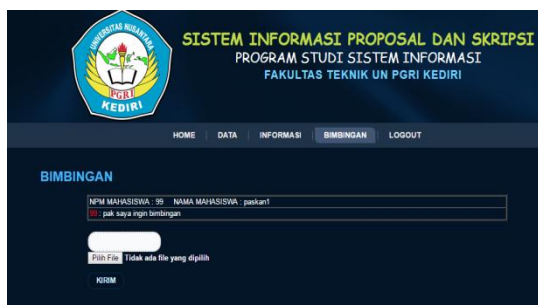 UNIVERSITAS NUSANTARA
PGRI
KEDIRI
SISTEM INFORMASI PROPOSAL DAN SKRIPSI
PROGRAM STUDI SISTEM INFORMASI
FAKULTAS TEKNIK UN PGRI KEDIRI
HOME DATA INFORMASI BIMBINGAN LOGOUT
BIMBINGAN
NPM MAHASISWA : 99 NAMA MAHASISWA : paskan1
99 : pak saya ingin bimbingan
Pilih File Tidak ada file yang dipilih
KIRIM